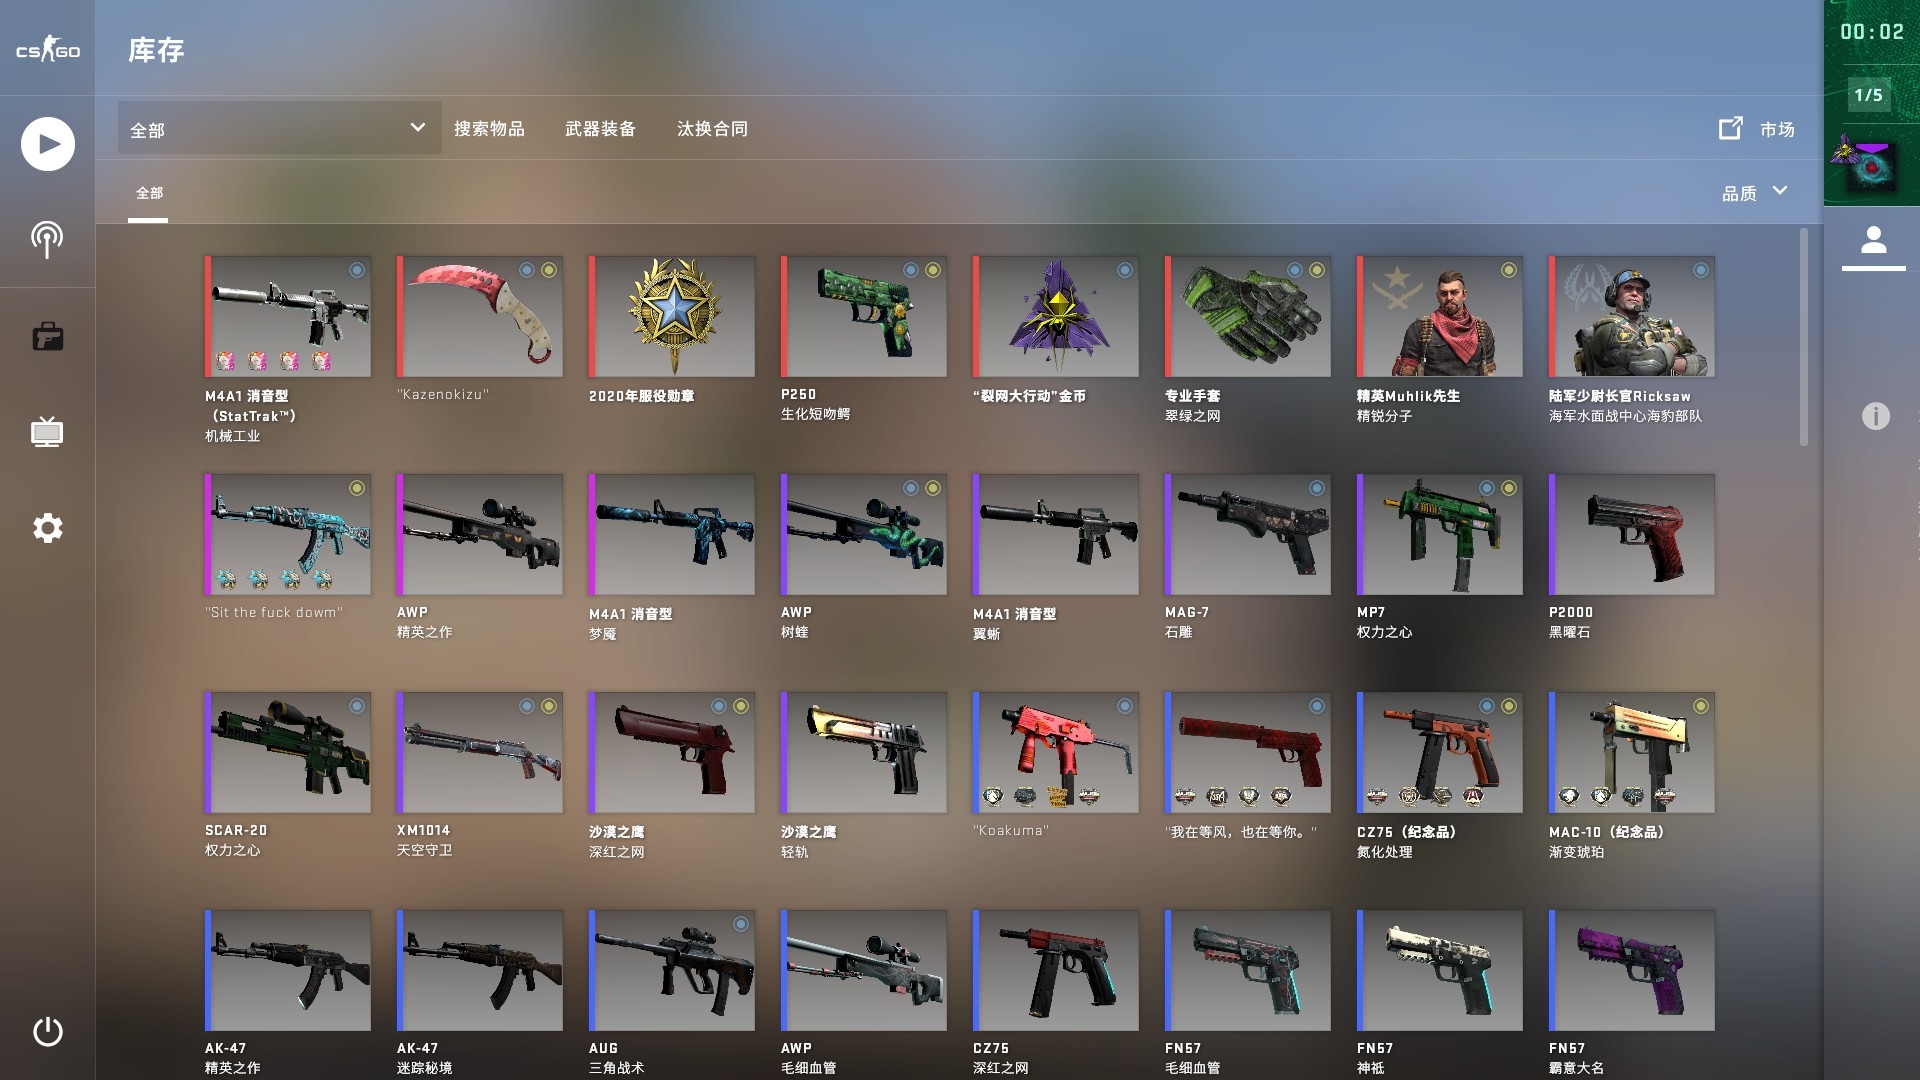 CS GO
库存
00:02
全部
搜索物品
武器装备
汰换合同
市场
1/5
全部
品质
M4A1 消音型
（StatTrak™）
机械工业
"Kazenokizu"
2020年服役勋章
P250
生化短吻鳄
“裂网大行动”金币
专业手套
翠绿之网
精英Muhlik先生
精锐分子
陆军少尉长官Ricksaw
海军水面战中心海豹部队
"Sit the fuck dowm"
AWP
精英之作
M4A1 消音型
梦魇
AWP
树蝰
M4A1 消音型
翼蜥
MAG-7
石雕
MP7
权力之心
P2000
黑曜石
SCAR-20
权力之心
XM1014
天空守卫
沙漠之鹰
深红之网
沙漠之鹰
轻轨
"Koakuma"
"我在等风，也在等你。"
CZ75（纪念品）
氮化处理
MAC-10（纪念品）
渐变琥珀
AK-47
精英之作
AK-47
迷踪秘境
AUG
三角战术
AWP
毛细血管
CZ75
深红之网
FN57
毛细血管
FN57
神祗
FN57
霸意大名